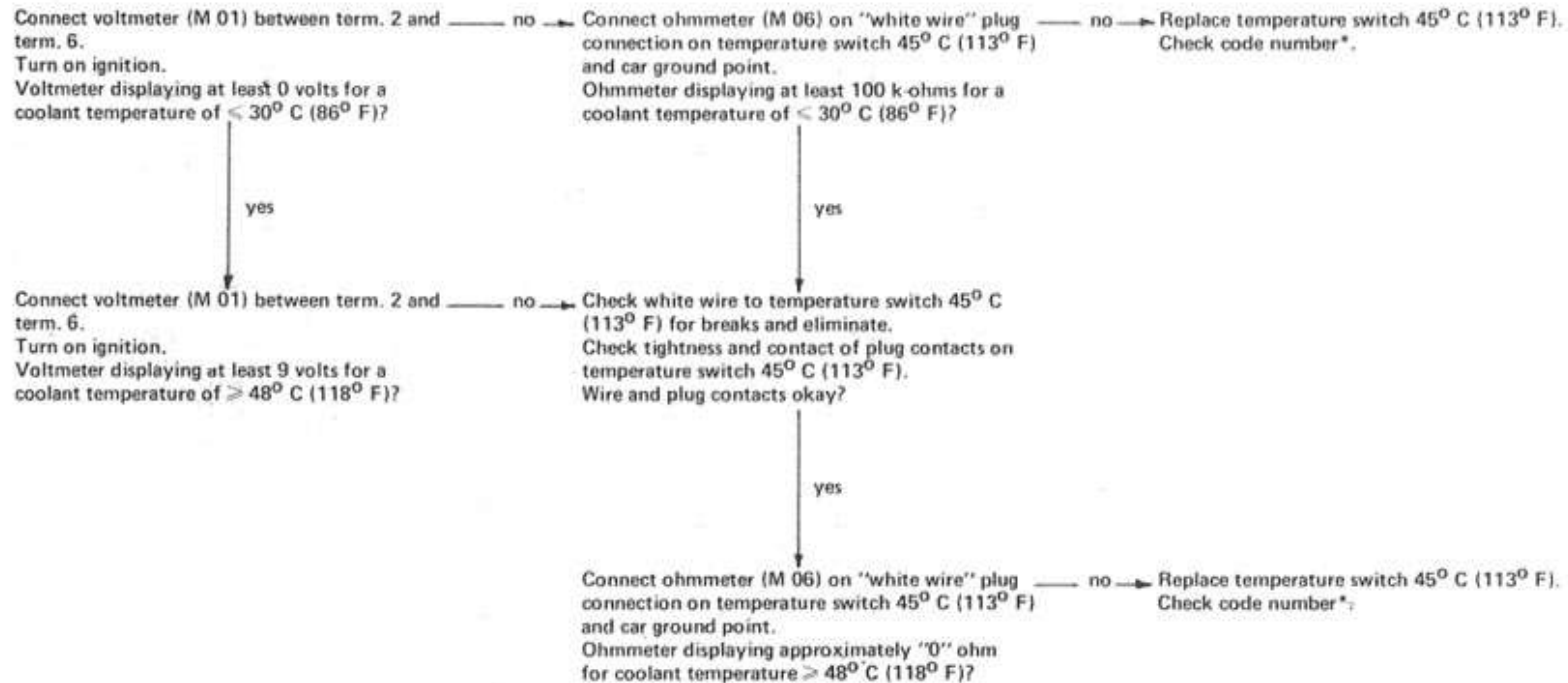 Connect voltmeter (M 01) between term. 2 and
term. 6.
Turn on ignition.
Voltmeter displaying at least 0 volts for a
coolant temperature of ⩽ 30° C (86° F)?
no
Connect ohmmeter (M 06) on "white wire" plug
connection on temperature switch 45° C (113° F)
and car ground point.
Ohmmeter displaying at least 100 k-ohms for a
coolant temperature of ⩽ 30° C (86° F)?
no
Replace temperature switch 45° C (113° F).
Check code number*.
yes
yes
Connect voltmeter (M 01) between term. 2 and
term. 6.
Turn on ignition.
Voltmeter displaying at least 9 volts for a
coolant temperature of ⩾ 48° C (118° F)?
no
Check white wire to temperature switch 45° C
(113° F) for breaks and eliminate.
Check tightness and contact of plug contacts on
temperature switch 45° C (113° F).
Wire and plug contacts okay?
yes
Connect ohmmeter (M 06) on "white wire" plug
connection on temperature switch 45° C (113° F)
and car ground point.
Ohmmeter displaying approximately "0" ohm
for coolant temperature ⩾ 48° C (118° F)?
no
Replace temperature switch 45° C (113° F).
Check code number*.